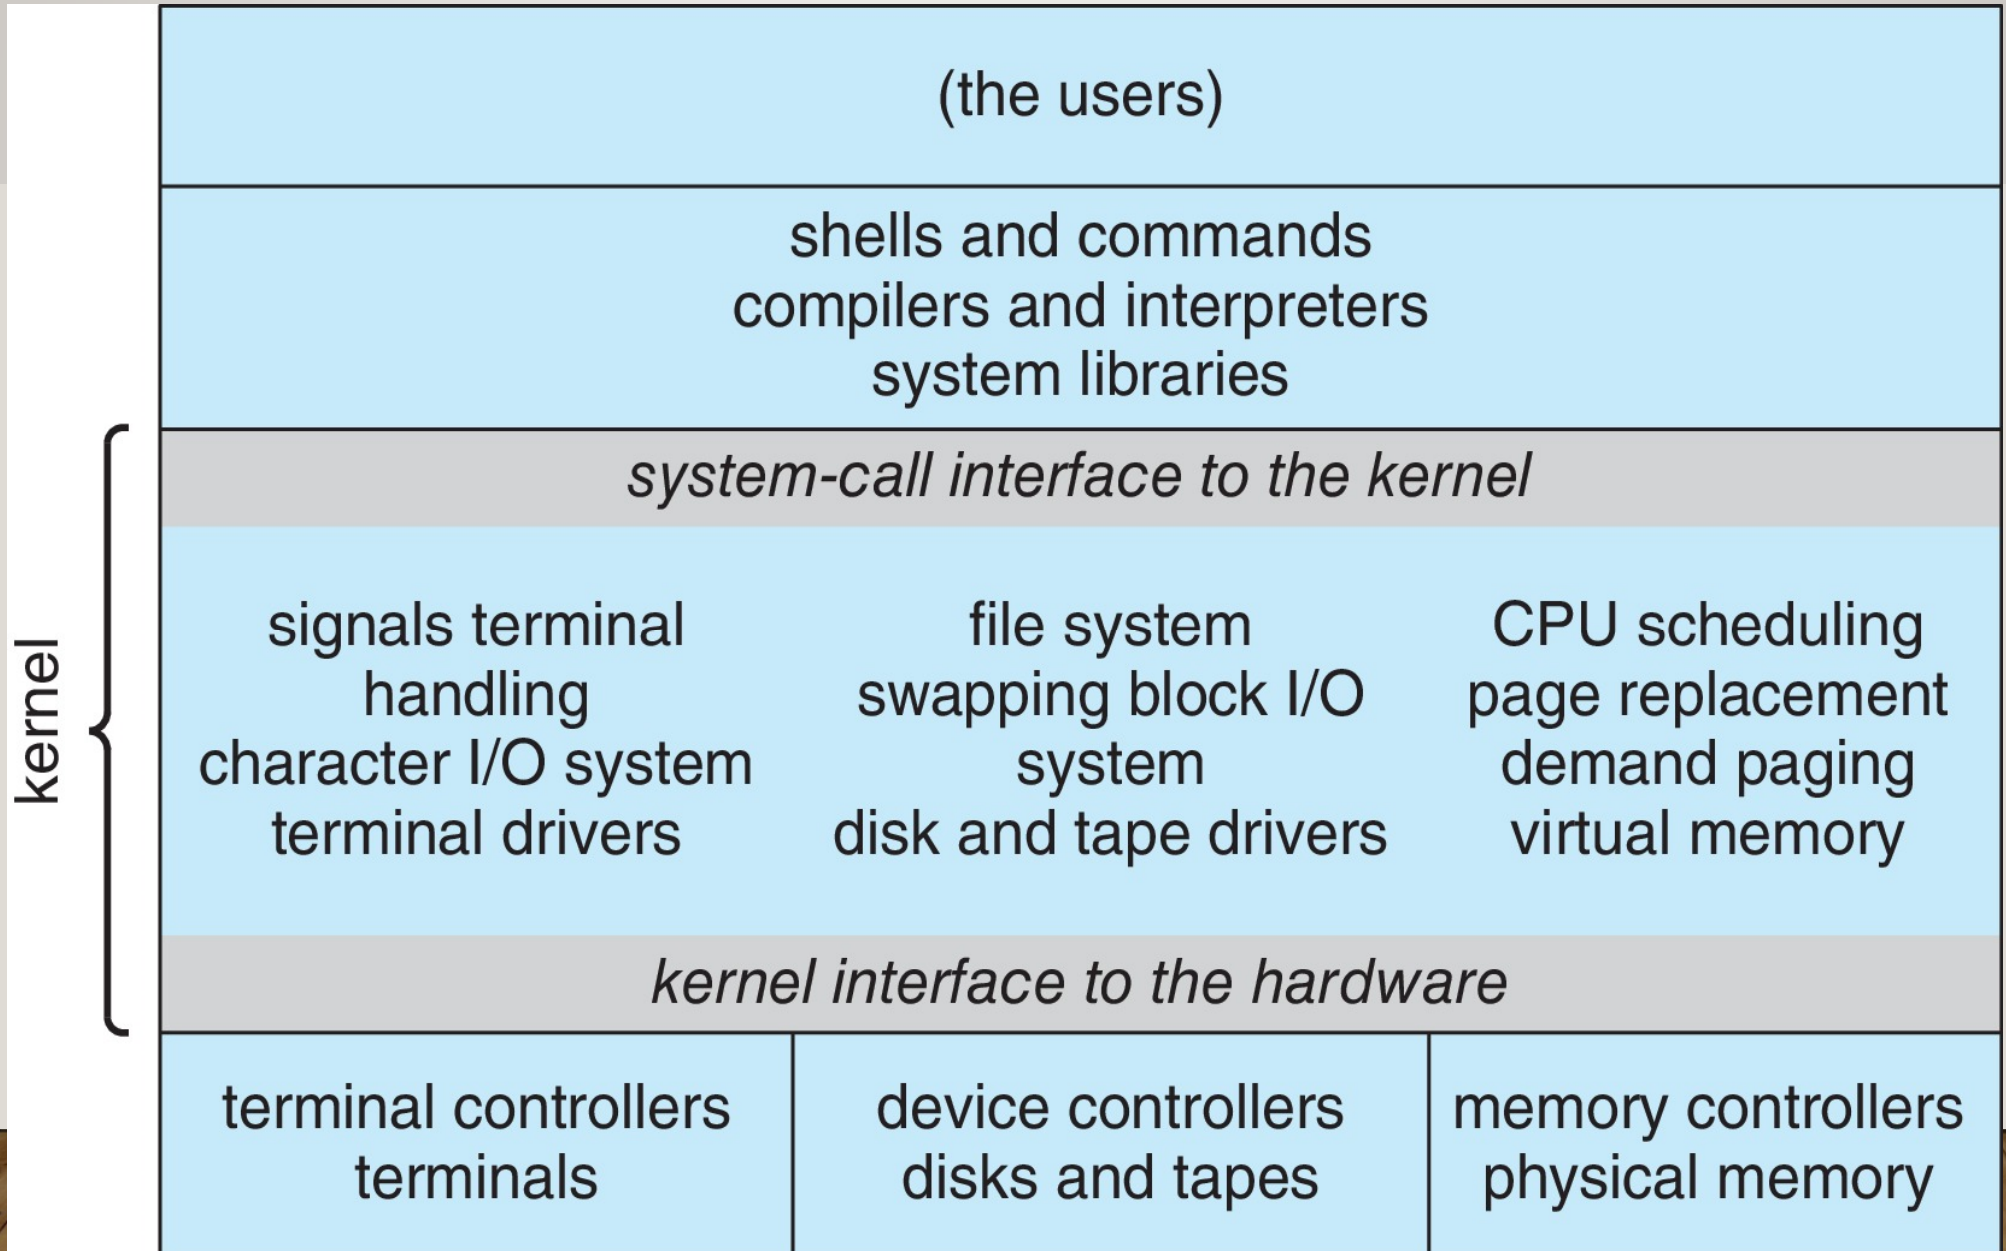 (the users)
shells and commands
compilers and interpreters
system libraries
kernel
system-call interface to the kernel
signals terminal
handling
character I/O system
terminal drivers
file system
swapping block I/O
system
disk and tape drivers
CPU scheduling
page replacement
demand paging
virtual memory
kernel interface to the hardware
terminal controllers
terminals
device controllers
disks and tapes
memory controllers
physical memory